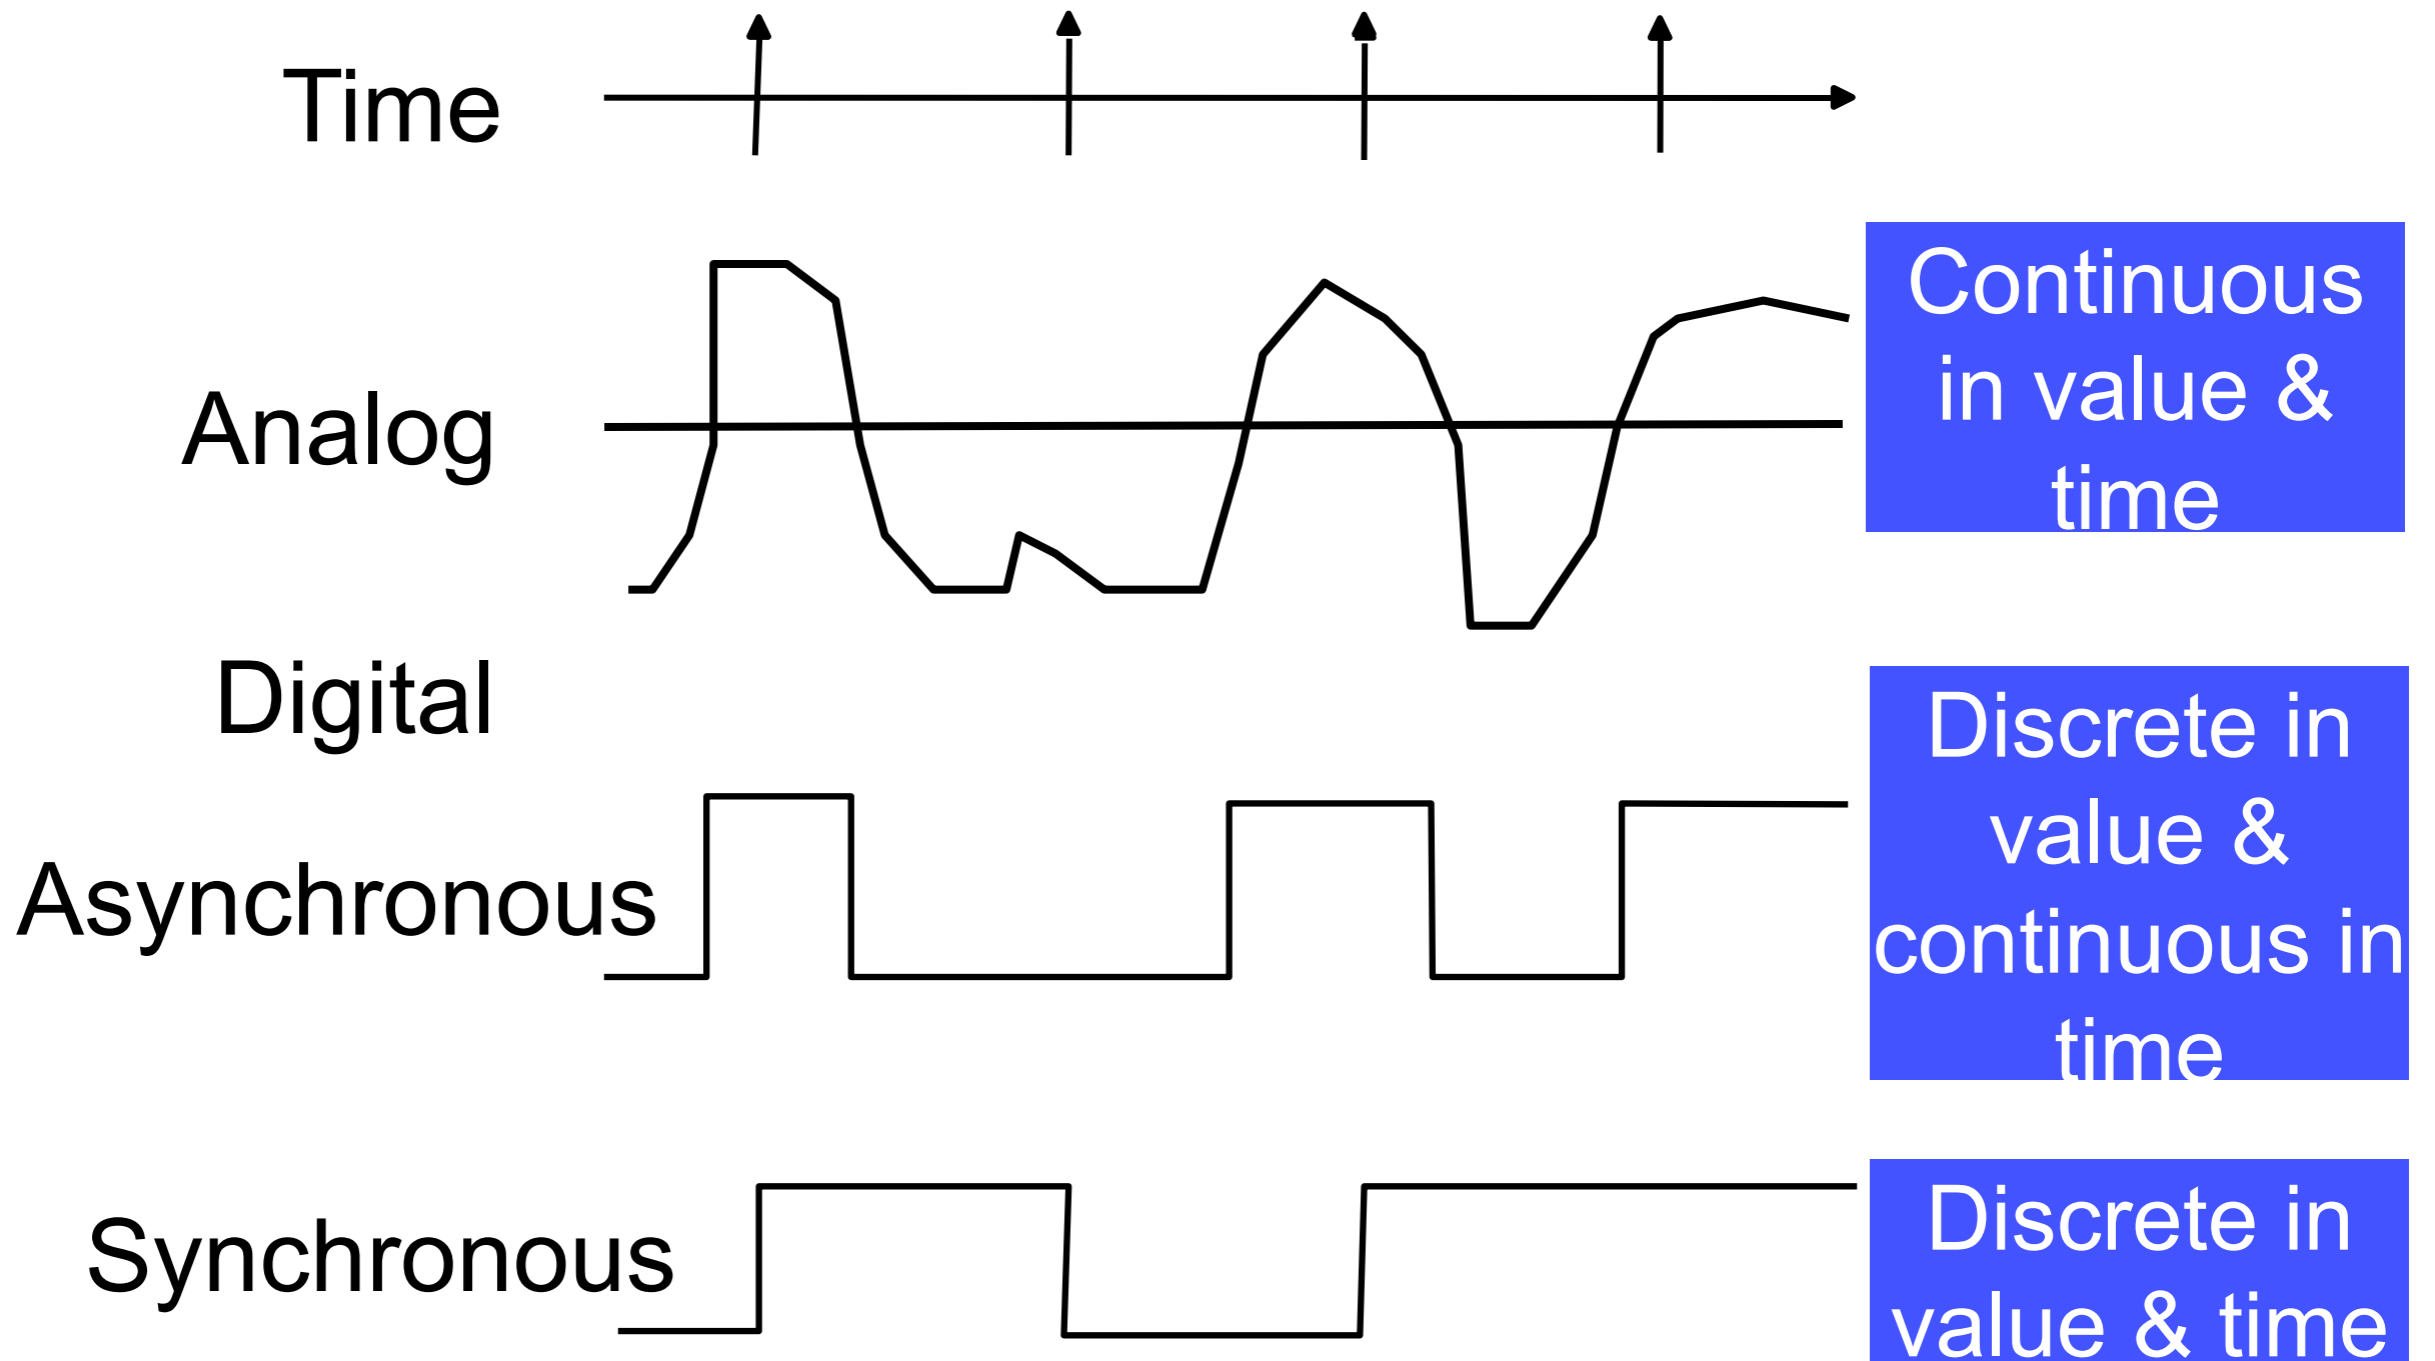 Time
Analog
Continuous
in value &
time
Digital
Asynchronous
Discrete in
value &
continuous in
time
Synchronous
Discrete in
value & time